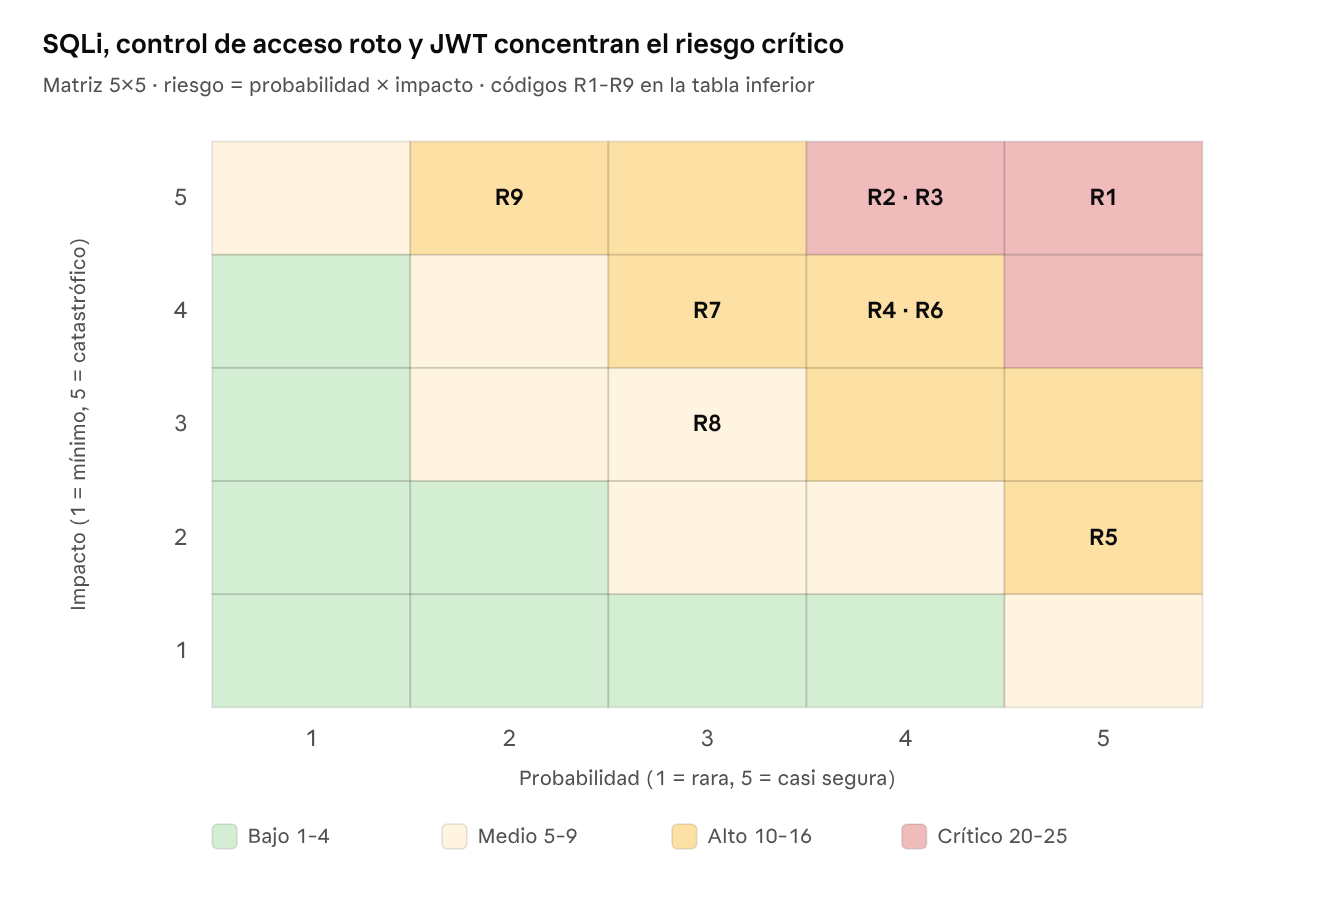 SQLi, control de acceso roto y JWT concentran el riesgo crítico
Matriz 5×5 · riesgo = probabilidad × impacto · códigos R1–R9 en la tabla inferior
Impacto (1 = mínimo, 5 = catastrófico)
5
R9
R2 · R3
R1
4
R7
R4 · R6
3
R8
2
R5
1
1
2
3
4
5
Probabilidad (1 = rara, 5 = casi segura)
Bajo 1–4
Medio 5–9
Alto 10–16
Crítico 20–25